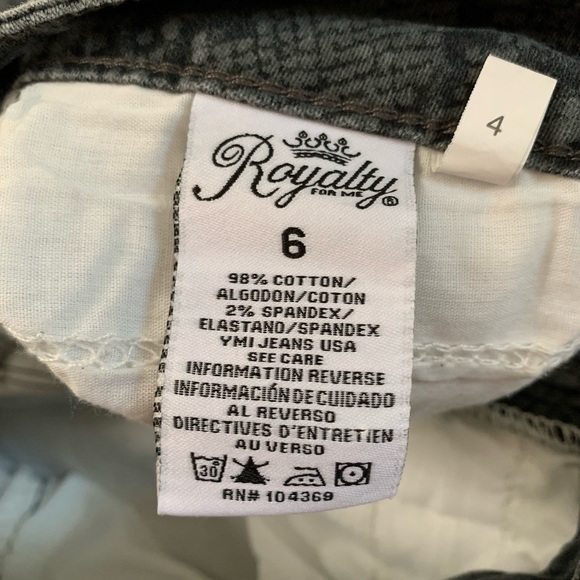 Royalty
FOR ME ®
6
98% COTTON/
ALGODON/COTON
2% SPANDEX/
ELASTANO/SPANDEX
YMI JEANS USA
SEE CARE
INFORMATION REVERSE
INFORMACIÓN DE CUIDADO
AL REVERSO
DIRECTIVES D'ENTRETIEN
AU VERSO
30
RN# 104369
4